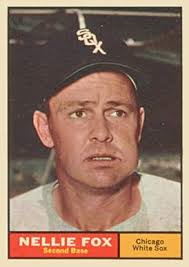 SOX
NELLIE FOX
Second Base
Chicago
White Sox